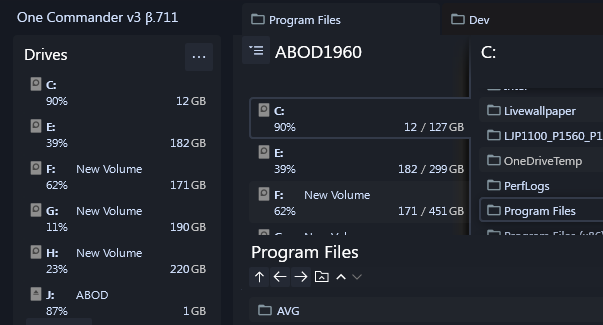 One Commander v3 β.711
Program Files
Dev
Drives
...
C:
90% 12 GB
E:
39% 182 GB
F: New Volume
62% 171 GB
G: New Volume
11% 190 GB
H: New Volume
23% 220 GB
J: ABOD
87% 1 GB
ABOD1960
C:
90% 12 / 127 GB
E:
39% 182 / 299 GB
F: New Volume
62% 171 / 451 GB
C:
Livewallpaper
LJP1100_P1560_P1
OneDriveTemp
PerfLogs
Program Files
Program Files (x86)
Program Files
AVG